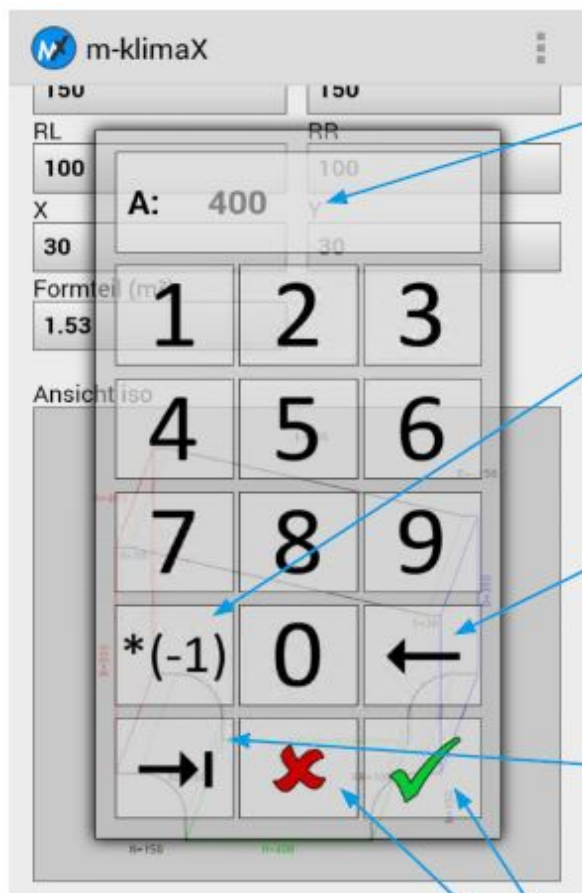 m-klimaX
150 150
RL RR
100 100
X Y
30 30
A: 400
Formteil (m²)
1.53
1 2 3
Ansicht iso
4 5 6
7 8 9
*(-1) 0
N=150